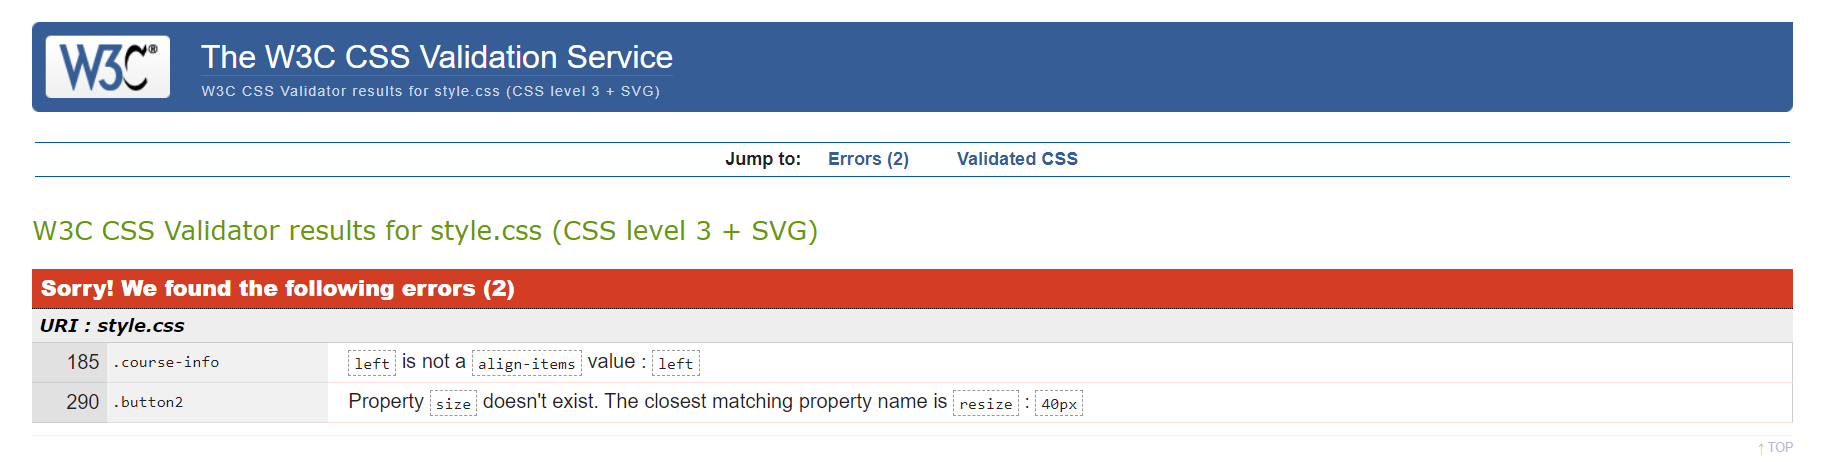 W3C®
The W3C CSS Validation Service
W3C CSS Validator results for style.css (CSS level 3 + SVG)
Jump to: Errors (2) Validated CSS
W3C CSS Validator results for style.css (CSS level 3 + SVG)
Sorry! We found the following errors (2)
URI : style.css
185 .course-info left is not a align-items value : left
290 .button2 Property size doesn't exist. The closest matching property name is resize : 40px
↑ TOP